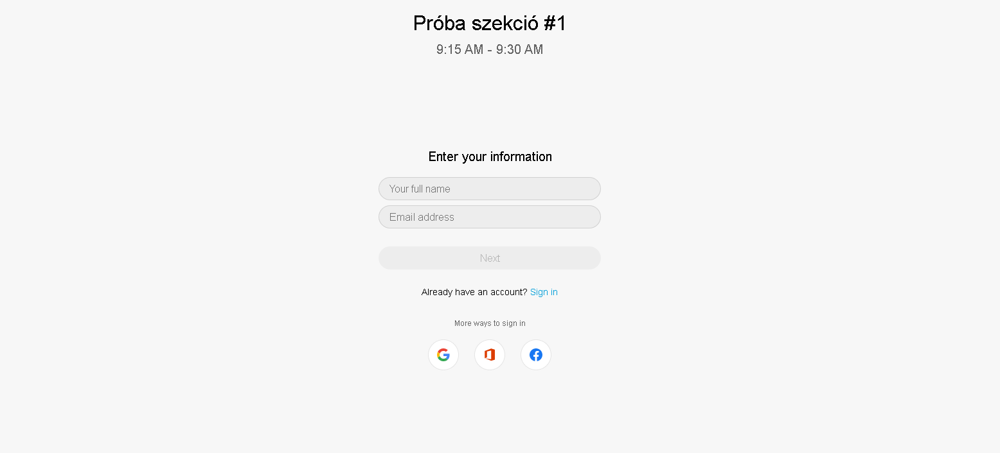 Próba szekció #1
9:15 AM - 9:30 AM
Enter your information
Your full name
Email address
Next
Already have an account? Sign in
More ways to sign in